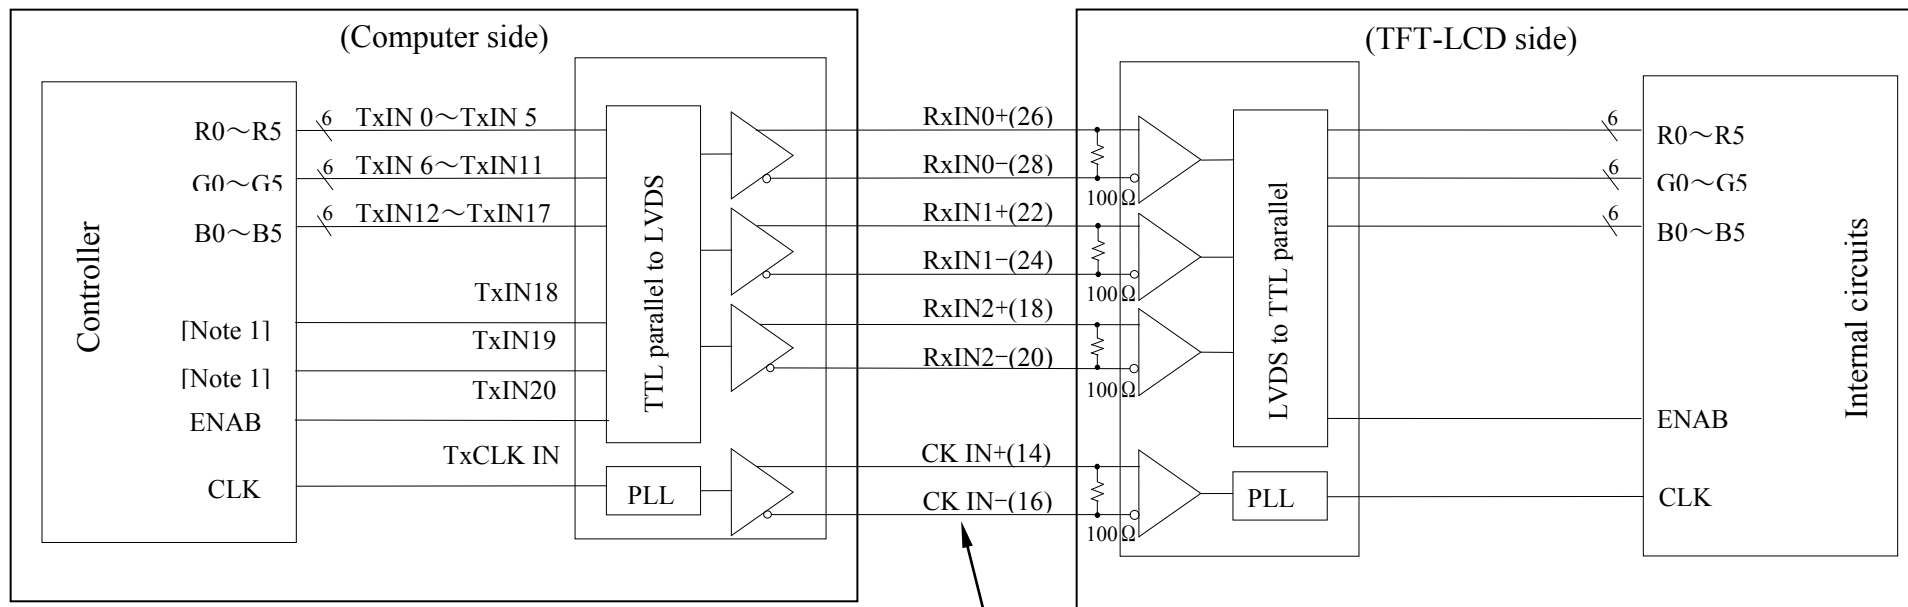 (Computer side)
(TFT-LCD side)
Controller
R0～R5
6
TxIN 0～TxIN 5
G0～G5
6
TxIN 6～TxIN11
B0～B5
6
TxIN12～TxIN17
TxIN18
[Note 1]
TxIN19
[Note 1]
TxIN20
ENAB
TxCLK IN
CLK
TTL parallel to LVDS
PLL
RxIN0+(26)
RxIN0−(28)
100Ω
RxIN1+(22)
RxIN1−(24)
100Ω
RxIN2+(18)
RxIN2−(20)
100Ω
CK IN+(14)
CK IN−(16)
100Ω
LVDS to TTL parallel
PLL
6
R0～R5
6
G0～G5
6
B0～B5
ENAB
CLK
Internal circuits